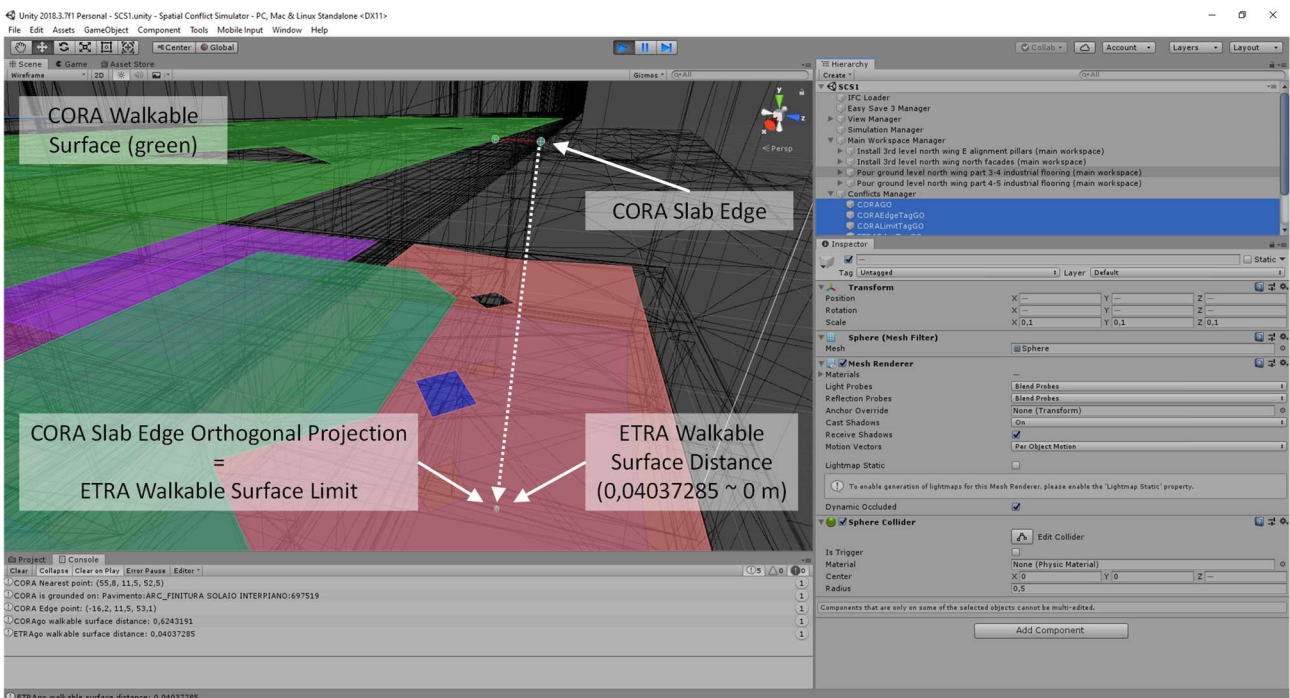 Unity 2018.3.7f1 Personal - SCS1.unity - Spatial Conflict Simulator - PC, Mac & Linux Standalone <DX11>
File Edit Assets GameObject Component Tools Mobile Input Window Help
Center Global
Collab Account Layers Layout
Scene Game Asset Store
Wireframe 2D Gizmos All
CORA Walkable
Surface (green)
y
z
x
Persp
CORA Slab Edge
CORA Slab Edge Orthogonal Projection
=
ETRA Walkable Surface Limit
ETRA Walkable
Surface Distance
(0,04037285 ~ 0 m)
Project Console
Clear Collapse Clear on Play Error Pause Editor 5 0 0
CORA Nearest point: (55,8, 11,5, 52,5) 1
CORA is grounded on: Pavimento:ARC_FINITURA SOLAIO INTERPIANO:697519 1
CORA Edge point: (-16,2, 11,5, 53,1) 1
CORAgo walkable surface distance: 0,6243191 1
ETRAgo walkable surface distance: 0,04037285 1
ETRAgo walkable surface distance: 0,04037285
Hierarchy
Create All
SCS1
IFC Loader
Easy Save 3 Manager
View Manager
Simulation Manager
Main Workspace Manager
Install 3rd level north wing E alignment pillars (main workspace)
Install 3rd level north wing north facades (main workspace)
Pour ground level north wing part 3-4 industrial flooring (main workspace)
Pour ground level north wing part 4-5 industrial flooring (main workspace)
Conflicts Manager
CORAGO
CORAEdgeTagGO
CORALimitTagGO
Inspector
— Static
Tag Untagged Layer Default
Transform
Position X — Y — Z —
Rotation X — Y — Z —
Scale X 0,1 Y 0,1 Z 0,1
Sphere (Mesh Filter)
Mesh Sphere
Mesh Renderer
Materials —
Light Probes Blend Probes
Reflection Probes Blend Probes
Anchor Override None (Transform)
Cast Shadows On
Receive Shadows
Motion Vectors Per Object Motion
Lightmap Static
To enable generation of lightmaps for this Mesh Renderer, please enable the 'Lightmap Static' property.
Dynamic Occluded
Sphere Collider
Edit Collider
Is Trigger
Material None (Physic Material)
Center X 0 Y 0 Z —
Radius 0,5
Components that are only on some of the selected objects cannot be multi-edited.
Add Component